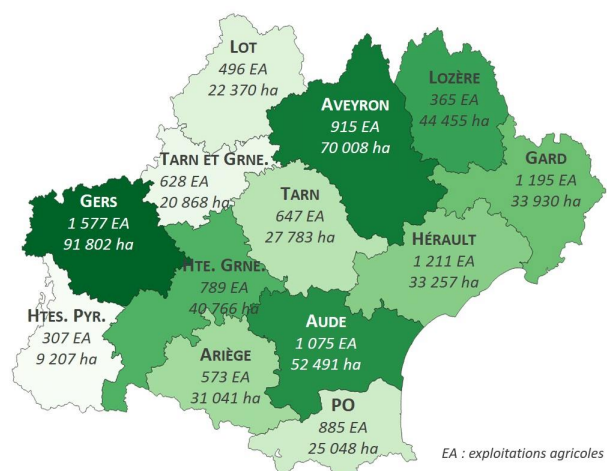 LOT
496 EA
22 370 ha
AVEYRON
915 EA
70 008 ha
LOZÈRE
365 EA
44 455 ha
GARD
1 195 EA
33 930 ha
TARN ET GRNE.
628 EA
20 868 ha
GERS
1 577 EA
91 802 ha
TARN
647 EA
27 783 ha
HÉRAULT
1 211 EA
33 257 ha
HTE. GRNE.
789 EA
40 766 ha
HTES. PYR.
307 EA
9 207 ha
AUDE
1 075 EA
52 491 ha
ARIÈGE
573 EA
31 041 ha
PO
885 EA
25 048 ha
EA : exploitations agricoles